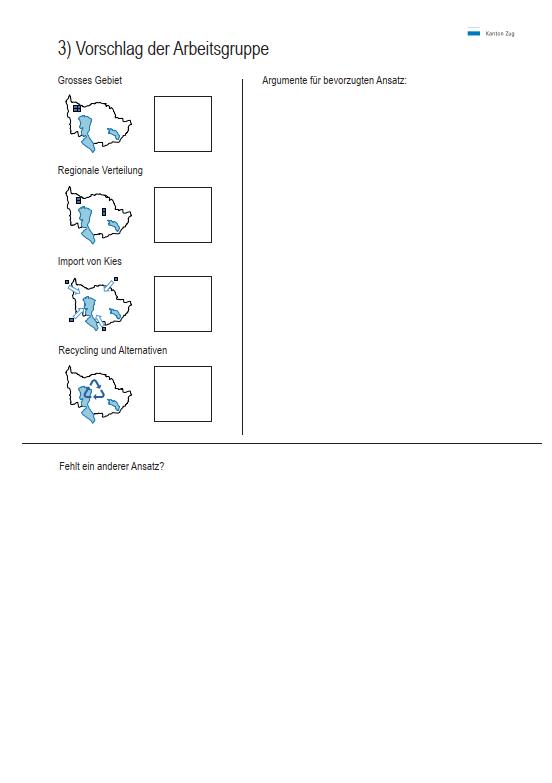 Kanton Zug
3) Vorschlag der Arbeitsgruppe
Grosses Gebiet
Argumente für bevorzugten Ansatz:
Regionale Verteilung
Import von Kies
Recycling und Alternativen
Fehlt ein anderer Ansatz?